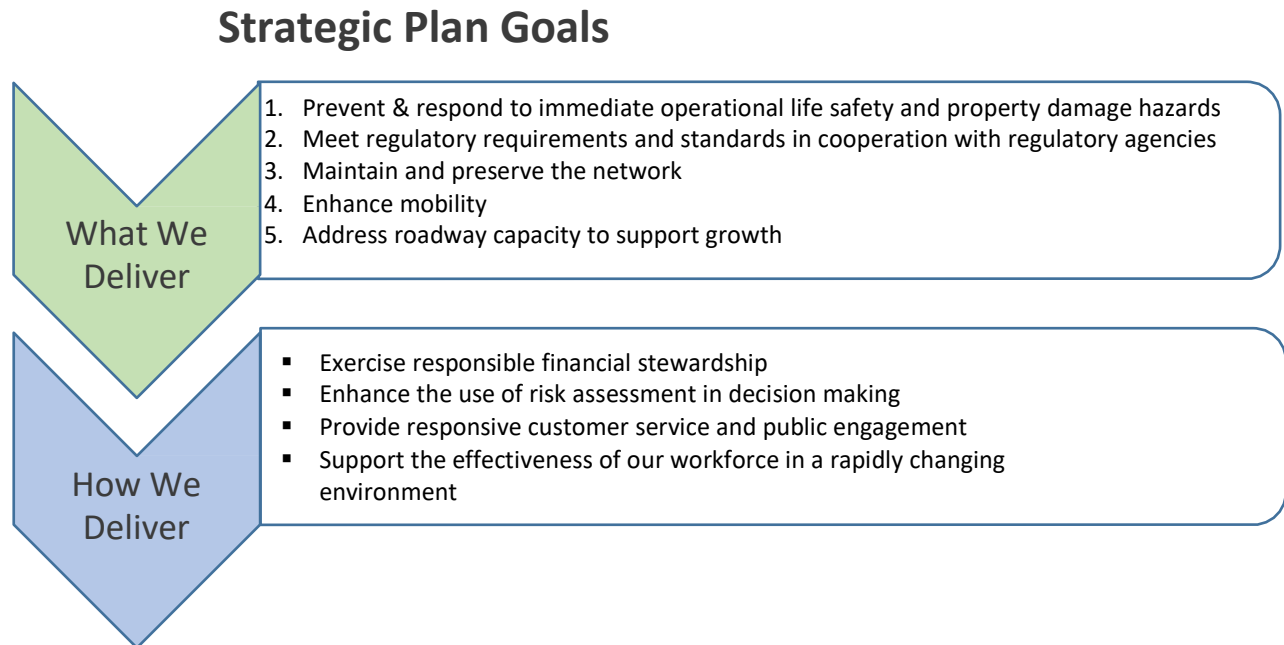 Strategic Plan Goals
What We
Deliver
1. Prevent & respond to immediate operational life safety and property damage hazards
2. Meet regulatory requirements and standards in cooperation with regulatory agencies
3. Maintain and preserve the network
4. Enhance mobility
5. Address roadway capacity to support growth
How We
Deliver
▪ Exercise responsible financial stewardship
▪ Enhance the use of risk assessment in decision making
▪ Provide responsive customer service and public engagement
▪ Support the effectiveness of our workforce in a rapidly changing
environment